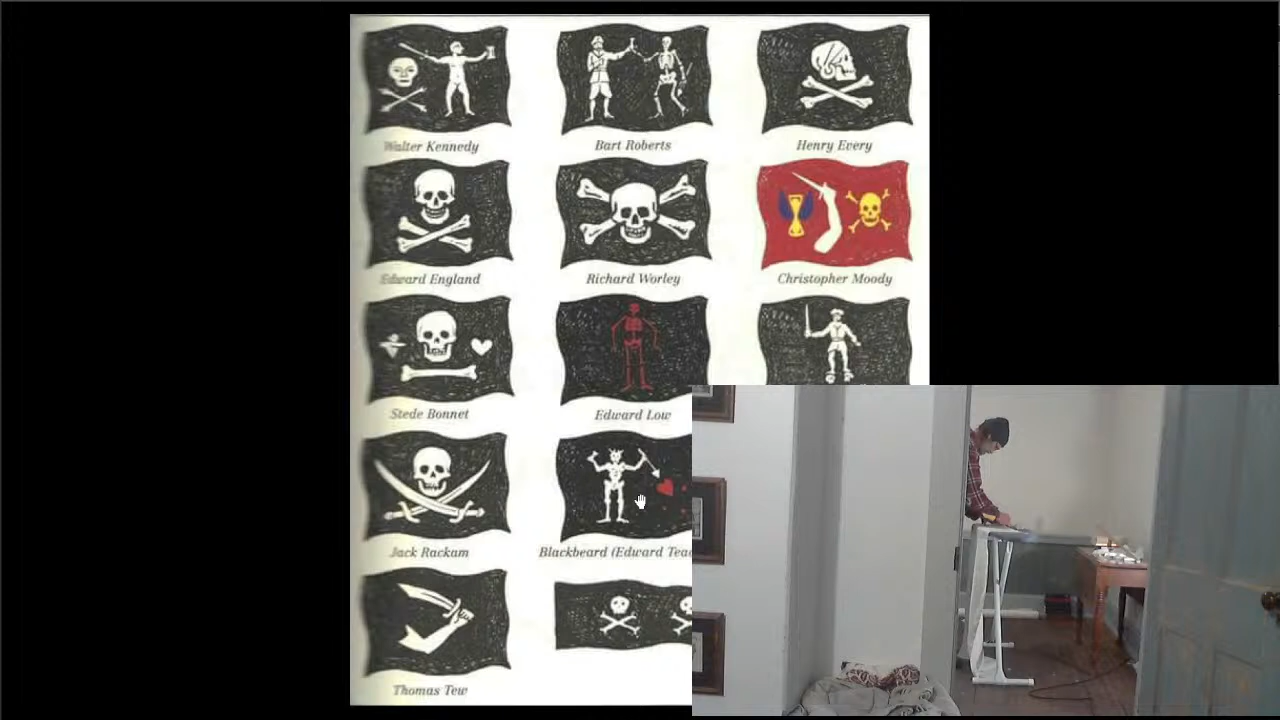 Walter Kennedy
Bart Roberts
Henry Every
Edward England
Richard Worley
Christopher Moody
Stede Bonnet
Edward Low
Jack Rackam
Blackbeard (Edward Teac
Thomas Tew